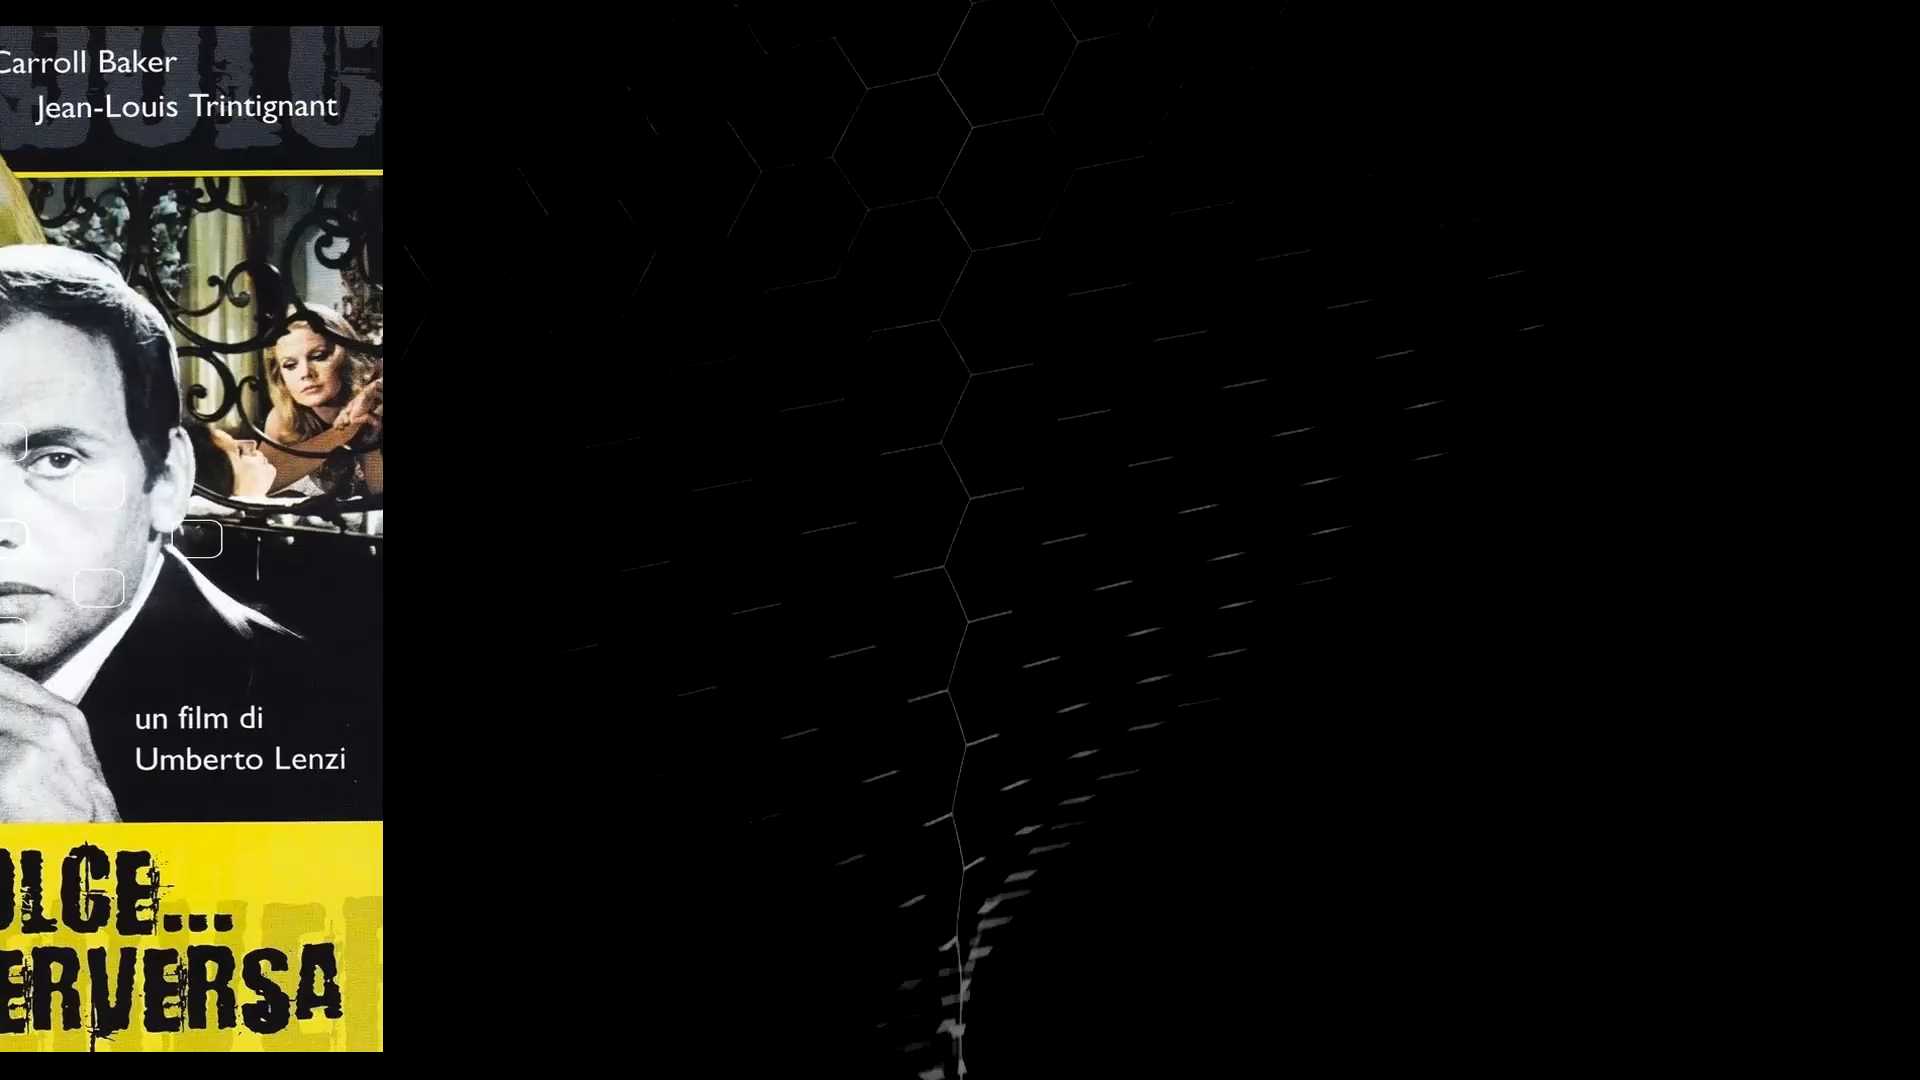 Carroll Baker
Jean-Louis Trintignant
un film di
Umberto Lenzi
OLCE...
ERVERSA